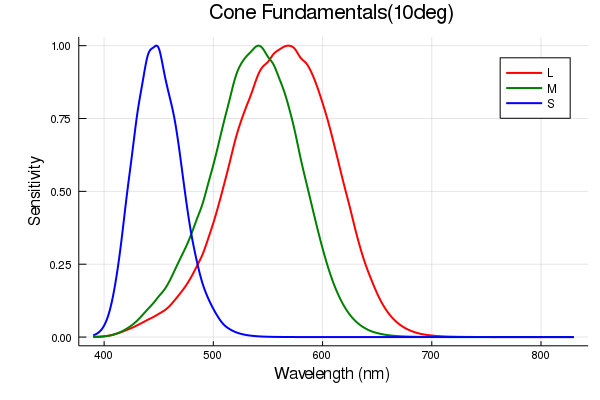 Cone Fundamentals(10deg)
1.00
0.75
0.50
0.25
0.00
Sensitivity
L
M
S
400 500 600 700 800
Wavelength (nm)